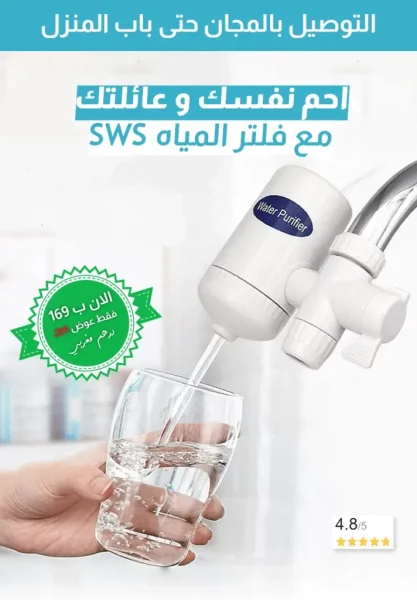 التوصيل بالمجان حتى باب المنزل
احم نفسك و عائلتك
مع فلتر المياه SWS
Water Purifier
الان ب 169
فقط عوض
درهم مغربي
4.8/5